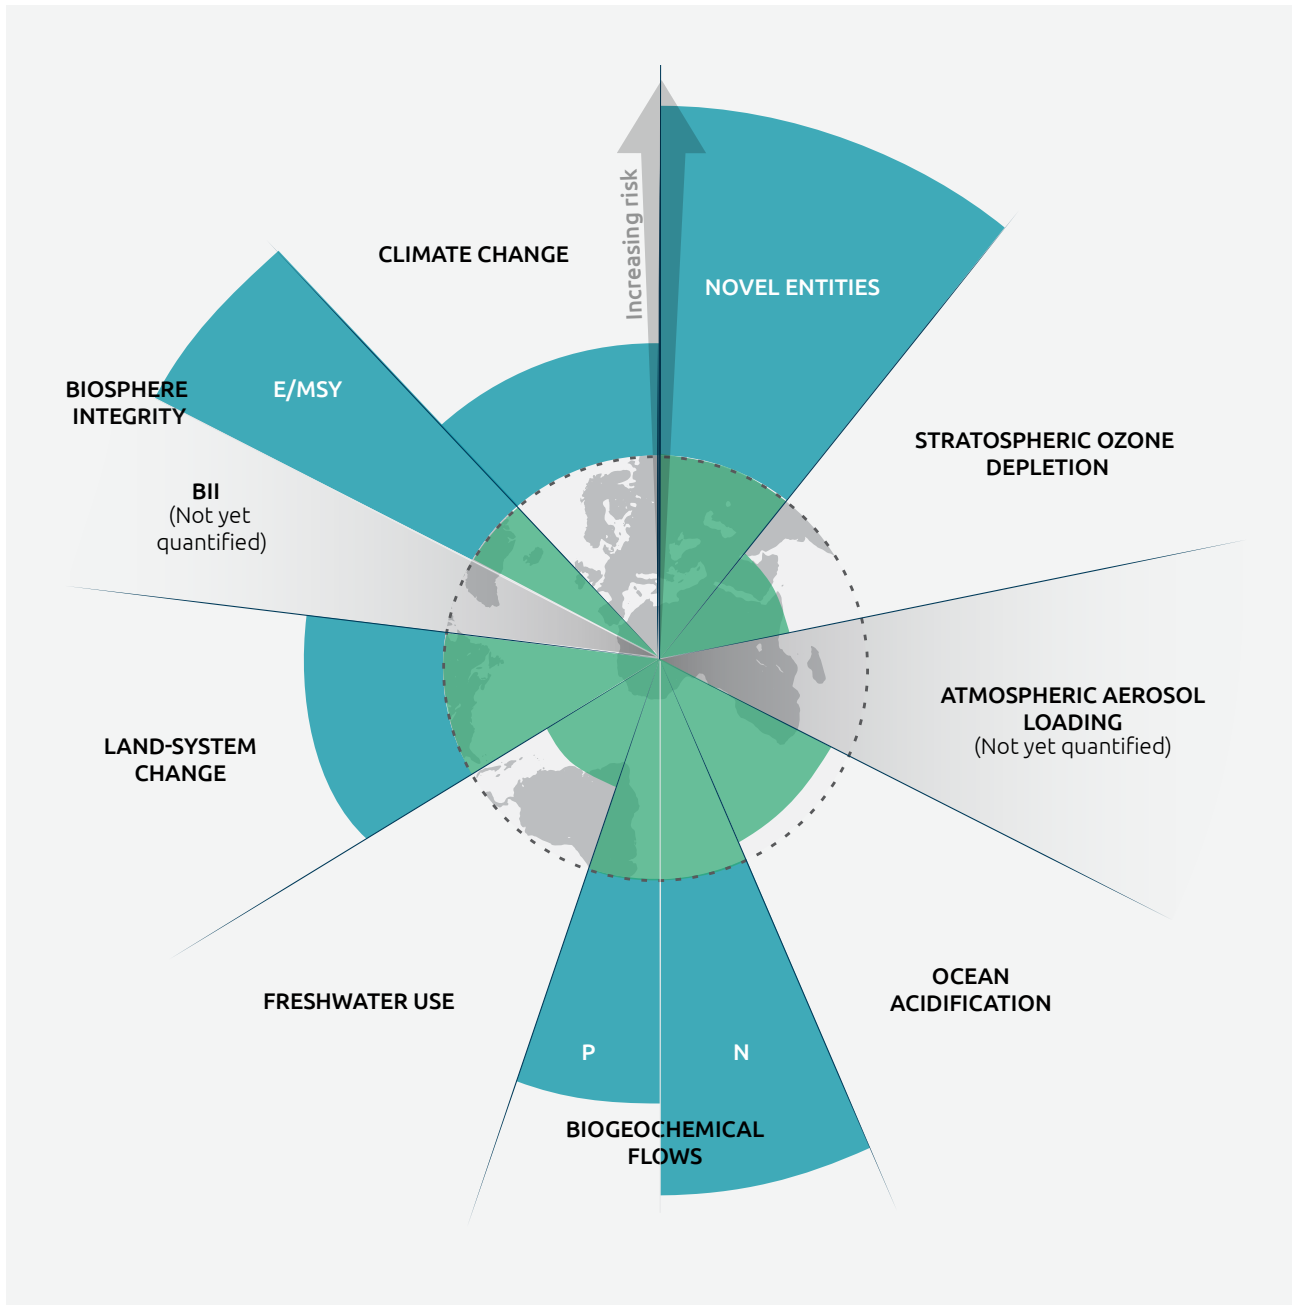 Increasing risk
CLIMATE CHANGE
NOVEL ENTITIES
BIOSPHERE
INTEGRITY
E/MSY
STRATOSPHERIC OZONE
DEPLETION
BII
(Not yet
quantified)
ATMOSPHERIC AEROSOL
LOADING
(Not yet quantified)
LAND-SYSTEM
CHANGE
OCEAN
ACIDIFICATION
FRESHWATER USE
P
N
BIOGEOCHEMICAL
FLOWS